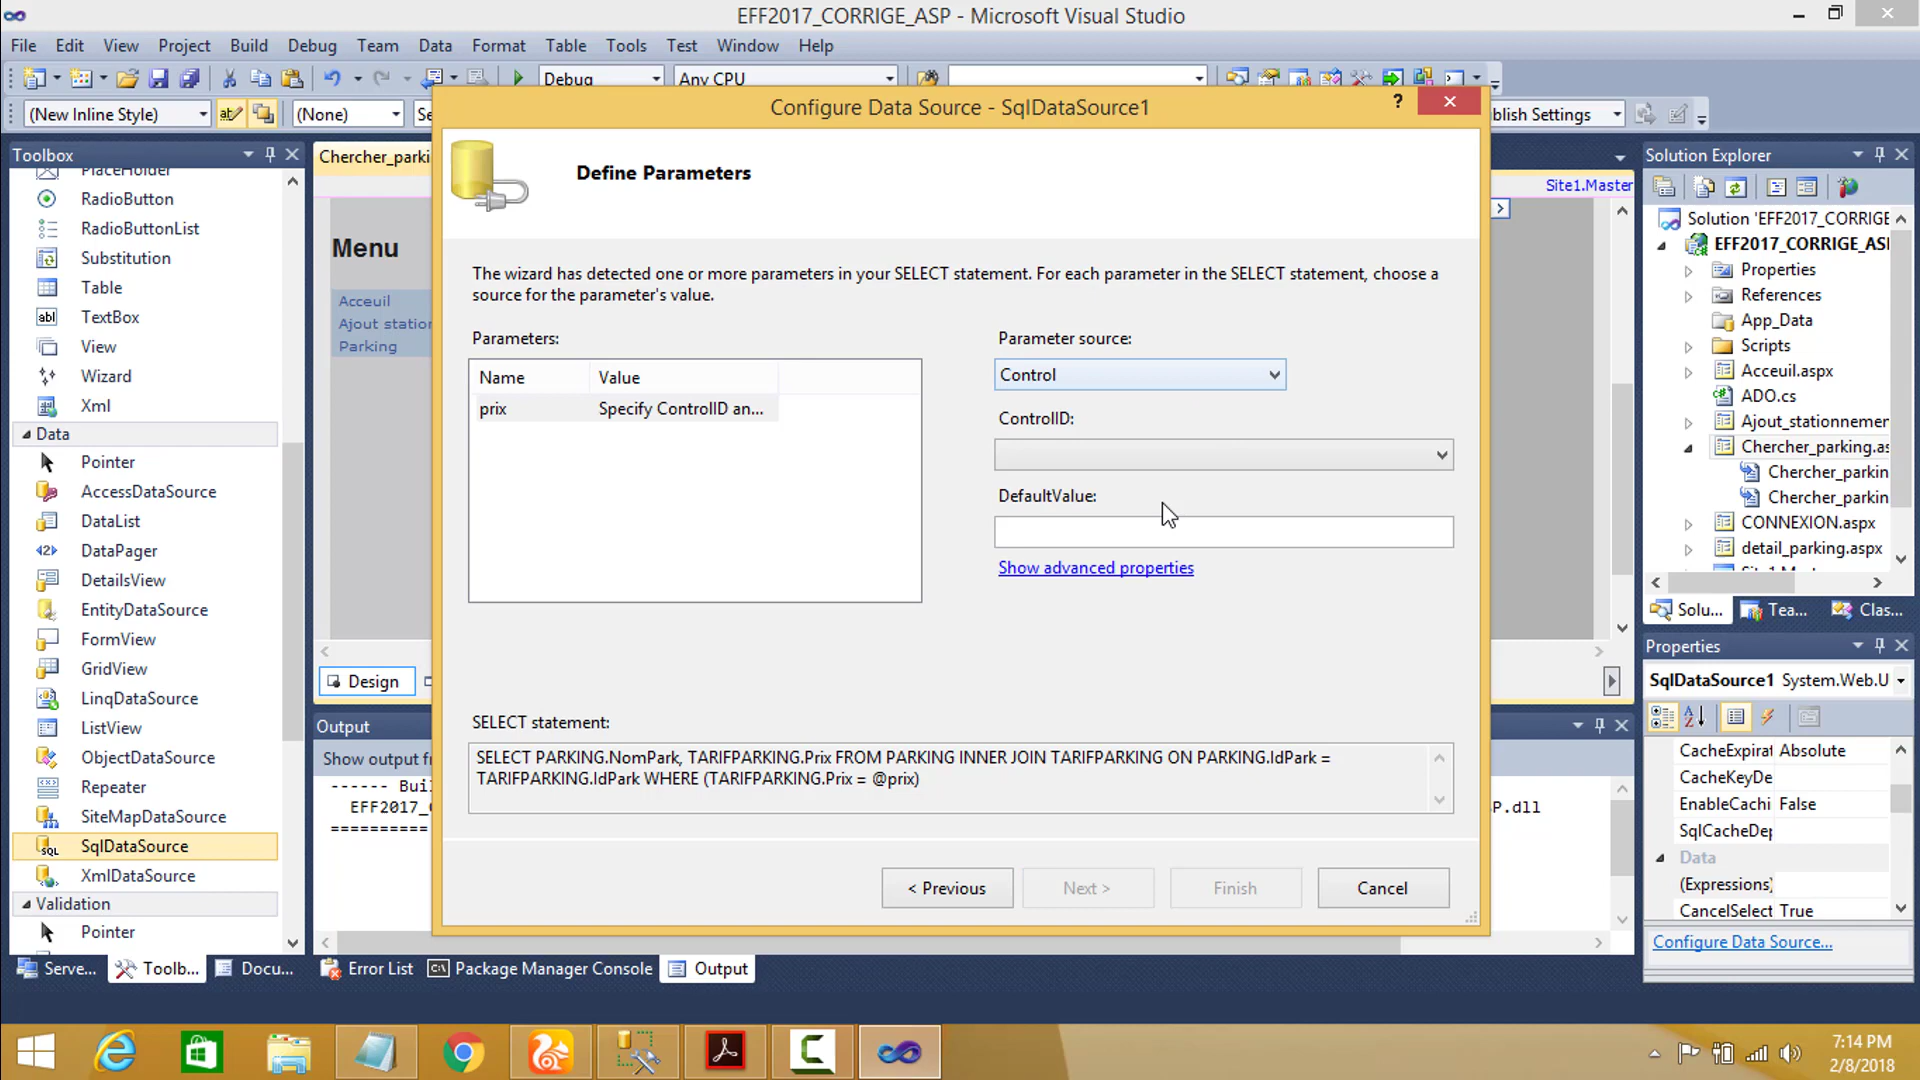 EFF2017_CORRIGE_ASP - Microsoft Visual Studio
File Edit View Project Build Debug Team Data Format Table Tools Test Window Help
Debug Any CPU
(New Inline Style) (None) Se blish Settings
Configure Data Source - SqlDataSource1 ?
Toolbox
PlaceHolder
RadioButton
RadioButtonList
Substitution
Table
TextBox
View
Wizard
Xml
Data
Pointer
AccessDataSource
DataList
DataPager
DetailsView
EntityDataSource
FormView
GridView
LinqDataSource
ListView
ObjectDataSource
Repeater
SiteMapDataSource
SqlDataSource
XmlDataSource
Validation
Pointer
Serve... Toolb... Docu...
Chercher_parki
Menu
Acceuil
Ajout station
Parking
Design
Output
Show output f
------ Bui
EFF2017_C
==========
Error List Package Manager Console Output
Define Parameters
The wizard has detected one or more parameters in your SELECT statement. For each parameter in the SELECT statement, choose a
source for the parameter's value.
Parameters:
Name Value
prix Specify ControlID an...
Parameter source:
Control
ControlID:
DefaultValue:
Show advanced properties
SELECT statement:
SELECT PARKING.NomPark, TARIFPARKING.Prix FROM PARKING INNER JOIN TARIFPARKING ON PARKING.IdPark =
TARIFPARKING.IdPark WHERE (TARIFPARKING.Prix = @prix)
< Previous Next > Finish Cancel
Site1.Master
P.dll
Solution Explorer
Solution 'EFF2017_CORRIGE
EFF2017_CORRIGE_ASI
Properties
References
App_Data
Scripts
Acceuil.aspx
ADO.cs
Ajout_stationnemen
Chercher_parking.as
Chercher_parkin
Chercher_parkin
CONNEXION.aspx
detail_parking.aspx
Solu... Tea... Clas...
Properties
SqlDataSource1 System.Web.U
CacheExpirat Absolute
CacheKeyDe
EnableCachi False
SqlCacheDep
Data
(Expressions)
CancelSelect True
Configure Data Source...
7:14 PM
2/8/2018